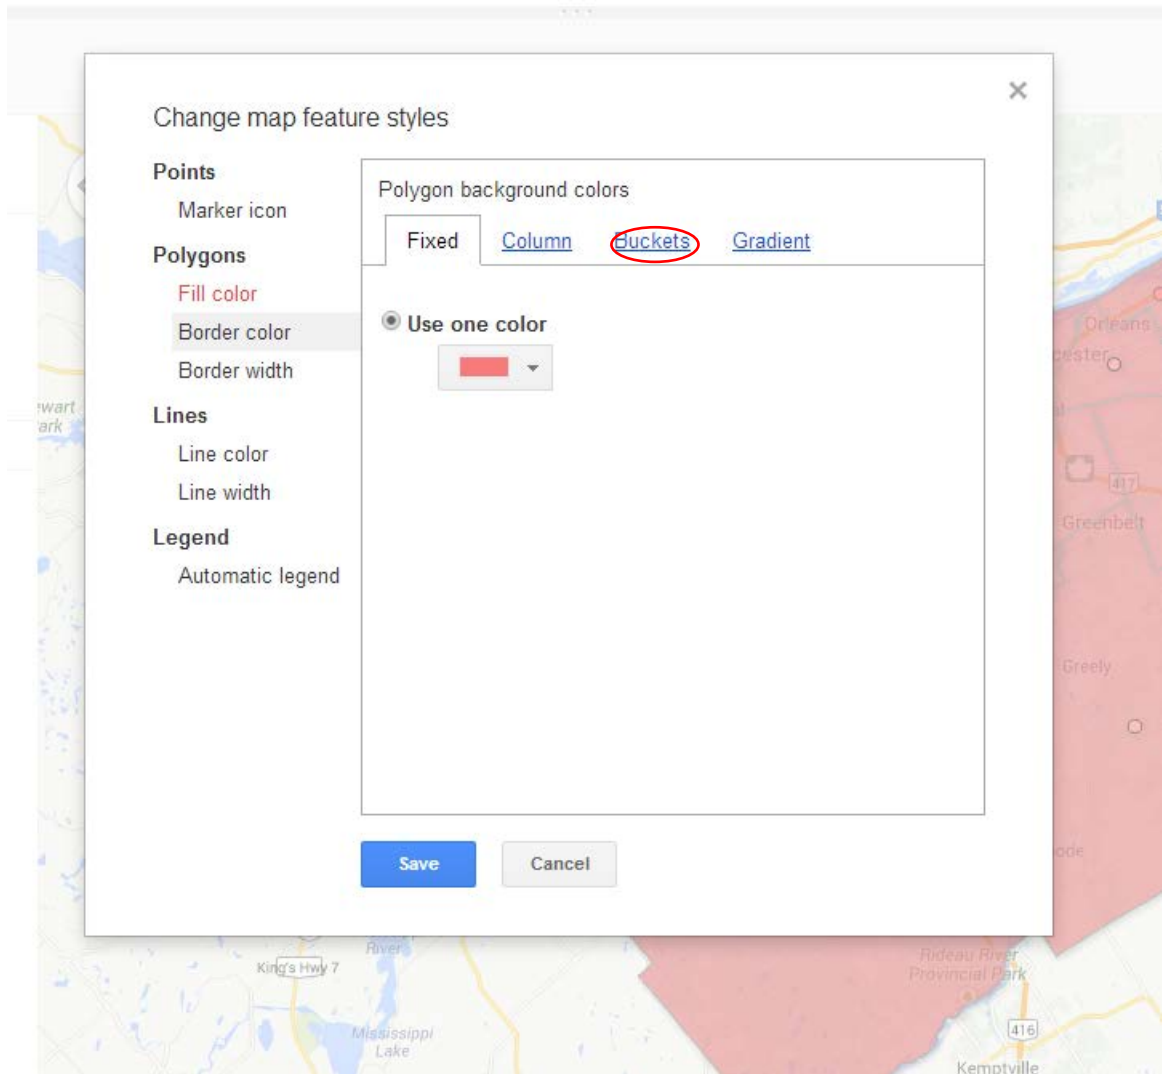 Change map feature styles
Points
Marker icon
Polygons
Fill color
Border color
Border width
Lines
Line color
Line width
Legend
Automatic legend
Polygon background colors
Fixed Column Buckets Gradient
Use one color
Save Cancel
Orleans
417
Greenbelt
Greely
River
King's Hwy 7
Mississippi
Lake
Rideau River
Provincial Park
416
Kemptville